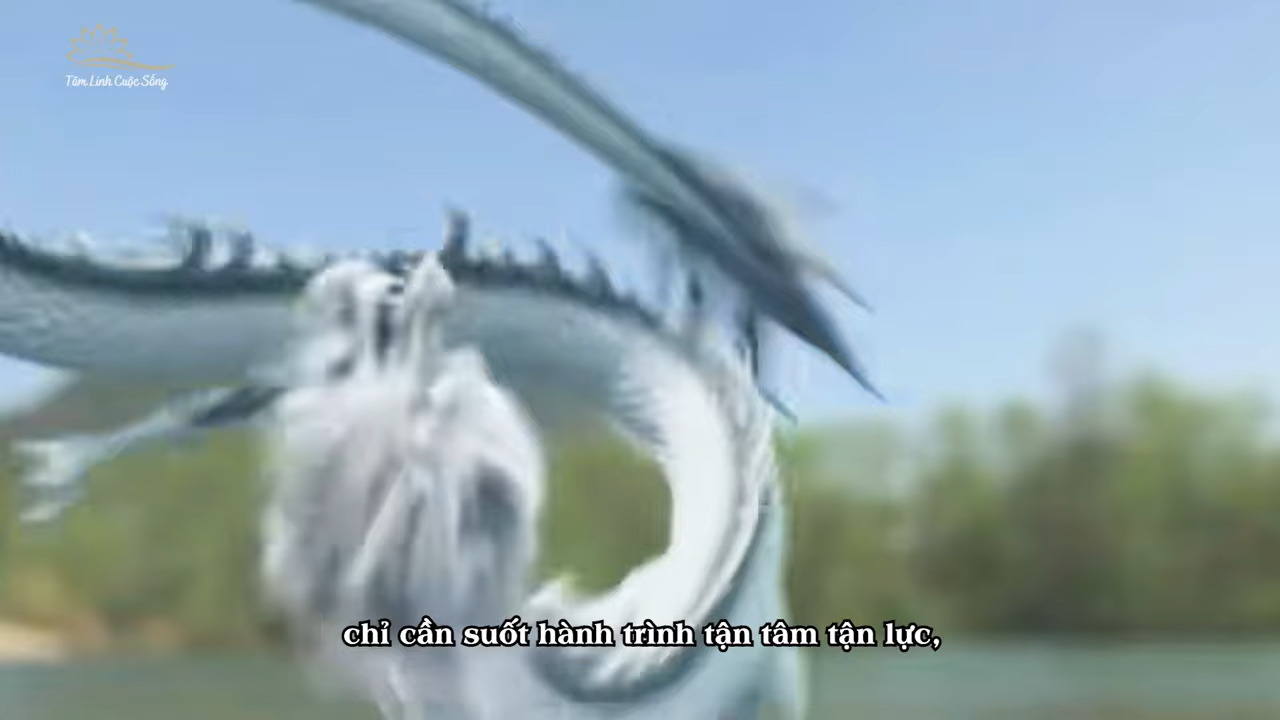 Tâm Linh Cuộc Sống
chỉ cần suốt hành trình tận tâm tận lực,